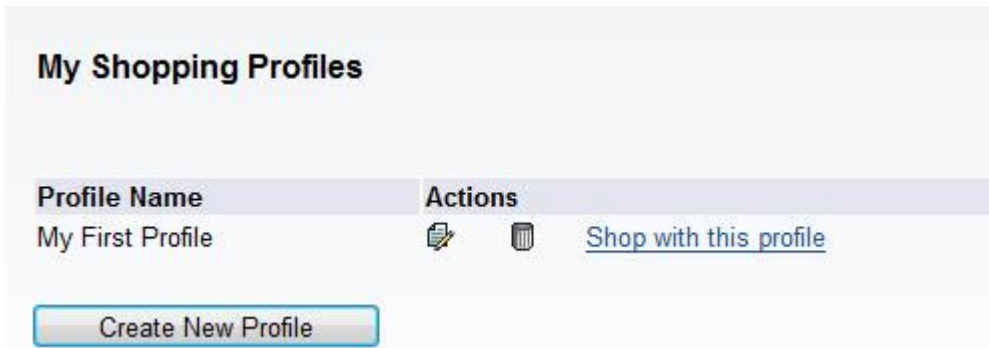 My Shopping Profiles
Profile Name Actions
My First Profile Shop with this profile
Create New Profile